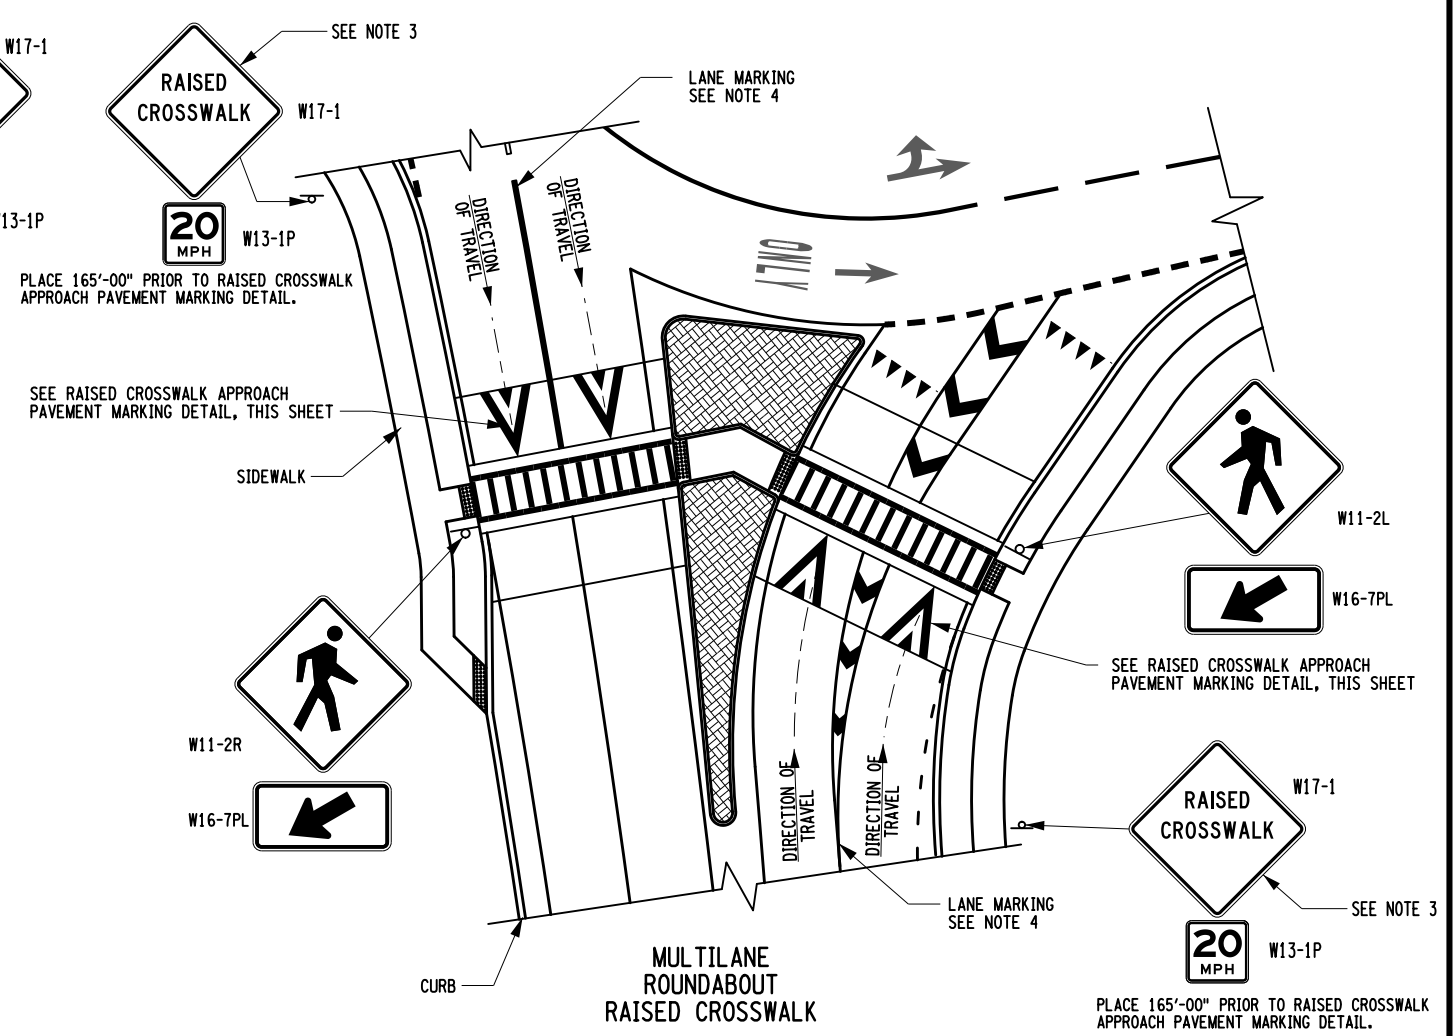 W17-1
SEE NOTE 3
RAISED
CROSSWALK
W17-1
LANE MARKING
SEE NOTE 4
DIRECTION
OF TRAVEL
DIRECTION
OF TRAVEL
W13-1P
20
MPH
W13-1P
PLACE 165'-00" PRIOR TO RAISED CROSSWALK
APPROACH PAVEMENT MARKING DETAIL.
ONLY
SEE RAISED CROSSWALK APPROACH
PAVEMENT MARKING DETAIL, THIS SHEET
SIDEWALK
W11-2L
W16-7PL
SEE RAISED CROSSWALK APPROACH
PAVEMENT MARKING DETAIL, THIS SHEET
W11-2R
W16-7PL
DIRECTION OF
TRAVEL
DIRECTION OF
TRAVEL
RAISED
CROSSWALK
W17-1
LANE MARKING
SEE NOTE 4
SEE NOTE 3
20
MPH
W13-1P
CURB
MULTILANE
ROUNDABOUT
RAISED CROSSWALK
PLACE 165'-00" PRIOR TO RAISED CROSSWALK
APPROACH PAVEMENT MARKING DETAIL.